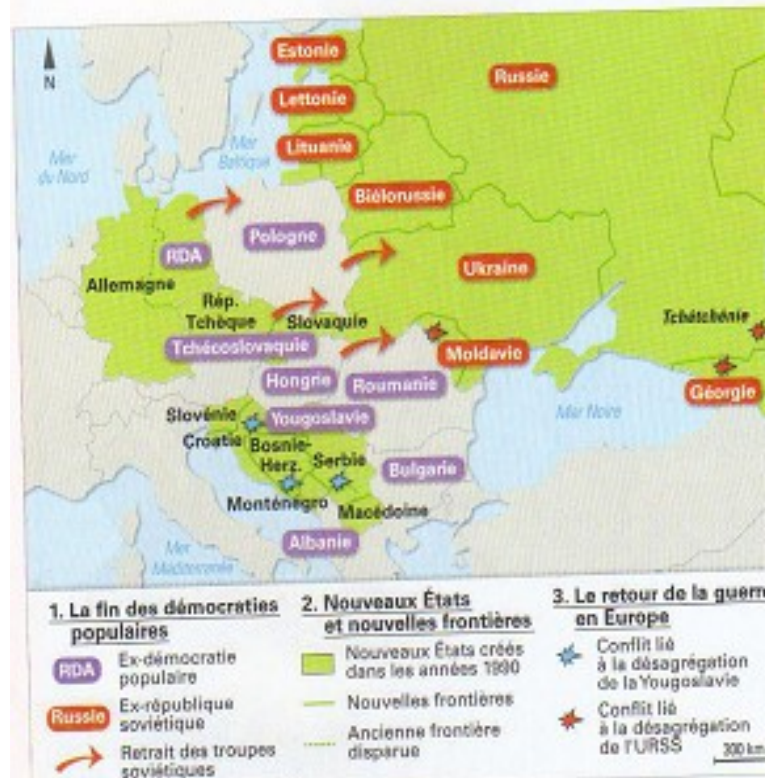 Estonie
Russie
N
Lettonie
Mer
du Nord
Mer
Baltique
Lituanie
Biélorussie
Pologne
RDA
Allemagne
Ukraine
Rép.
Tchèque
Slovaquie
Tchétchénie
Tchécoslovaquie
Moldavie
Hongrie
Roumanie
Géorgie
Slovénie
Yougoslavie
Mer Noire
Croatie
Bosnie-
Herz.
Serbie
Bulgarie
Monténégro
Macédoine
Albanie
Mer
Méditerranée
1. La fin des démocraties
populaires
RDA
Ex-démocratie
populaire
Russie
Ex-république
soviétique
Retrait des troupes
soviétiques
2. Nouveaux États
et nouvelles frontières
Nouveaux États créés
dans les années 1990
Nouvelles frontières
Ancienne frontière
disparue
3. Le retour de la guerre
en Europe
Conflit lié
à la désagrégation
de la Yougoslavie
Conflit lié
à la désagrégation
de l'URSS
300 km